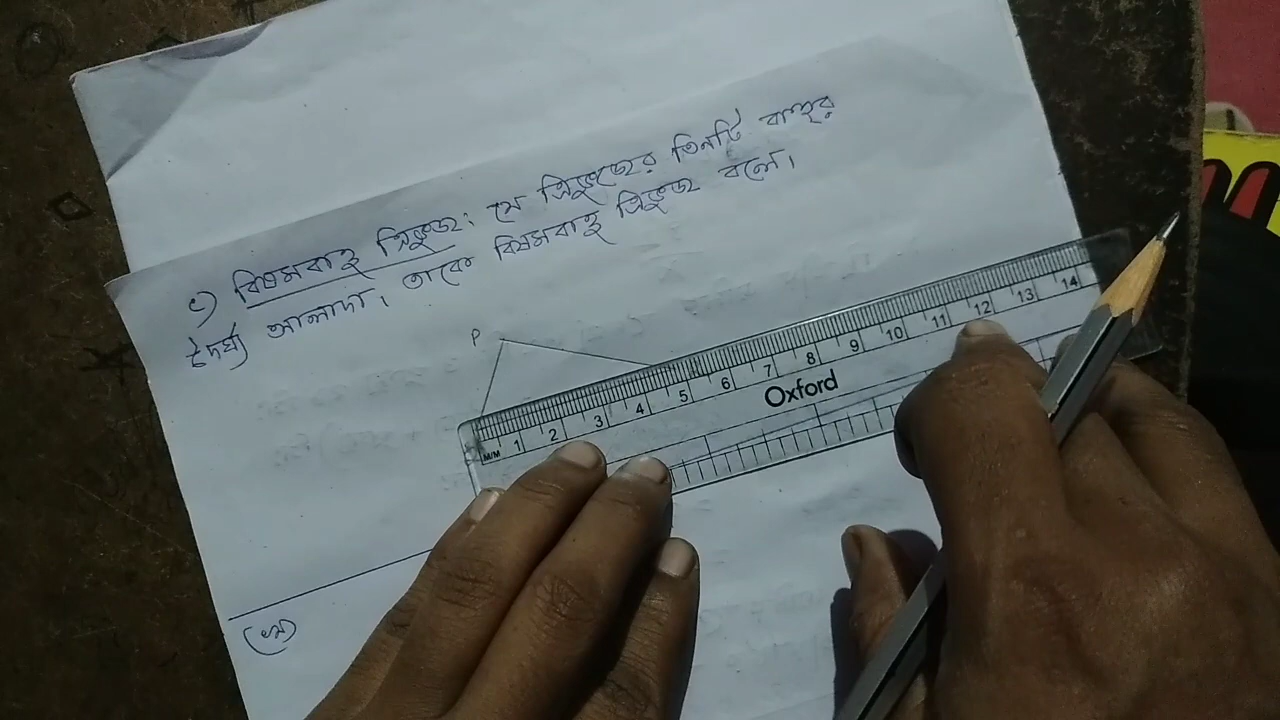 ৩) বিষমবাহু ত্রিভুজ: যে ত্রিভুজের তিনটি বাহুর
দৈর্ঘ্য আলাদা। তাকে বিষমবাহু ত্রিভুজ বলে।
P
M/M 1 2 3 4 5 6 7 8 9 10 11 12 13 14
Oxford